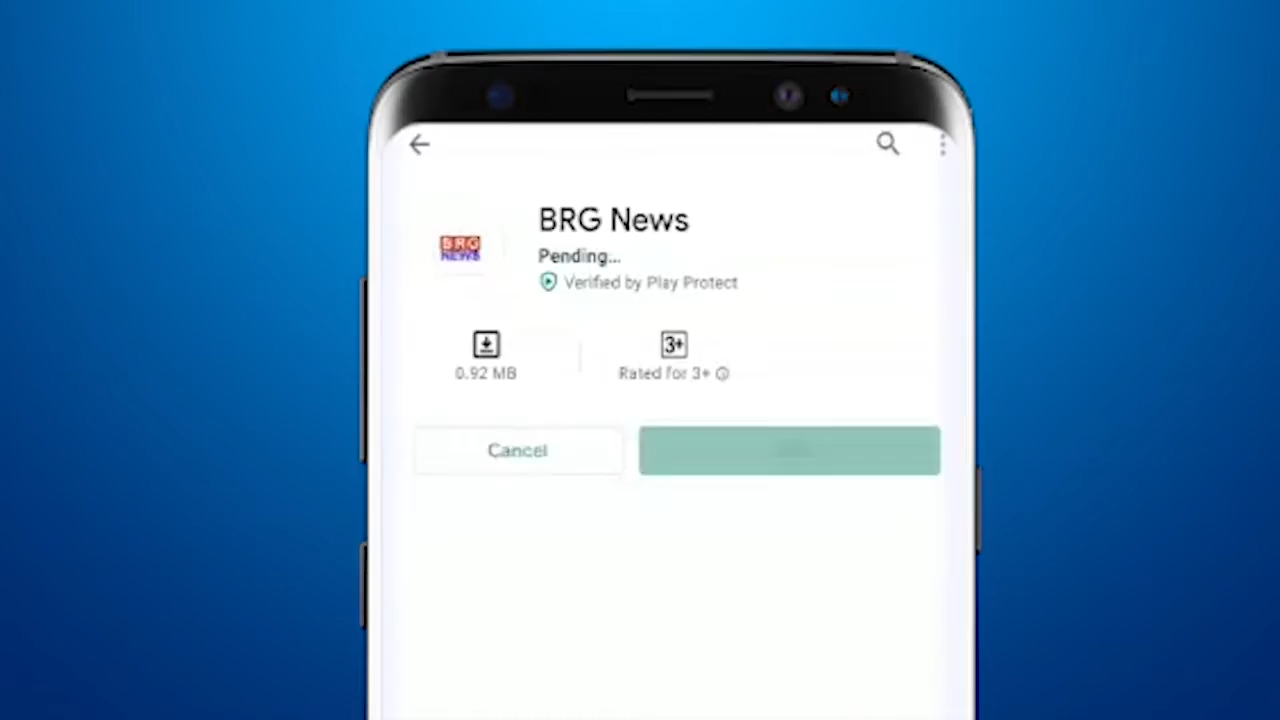 BRG News
BRG
NEWS
Pending...
Verified by Play Protect
3+
0.92 MB
Rated for 3+
Cancel